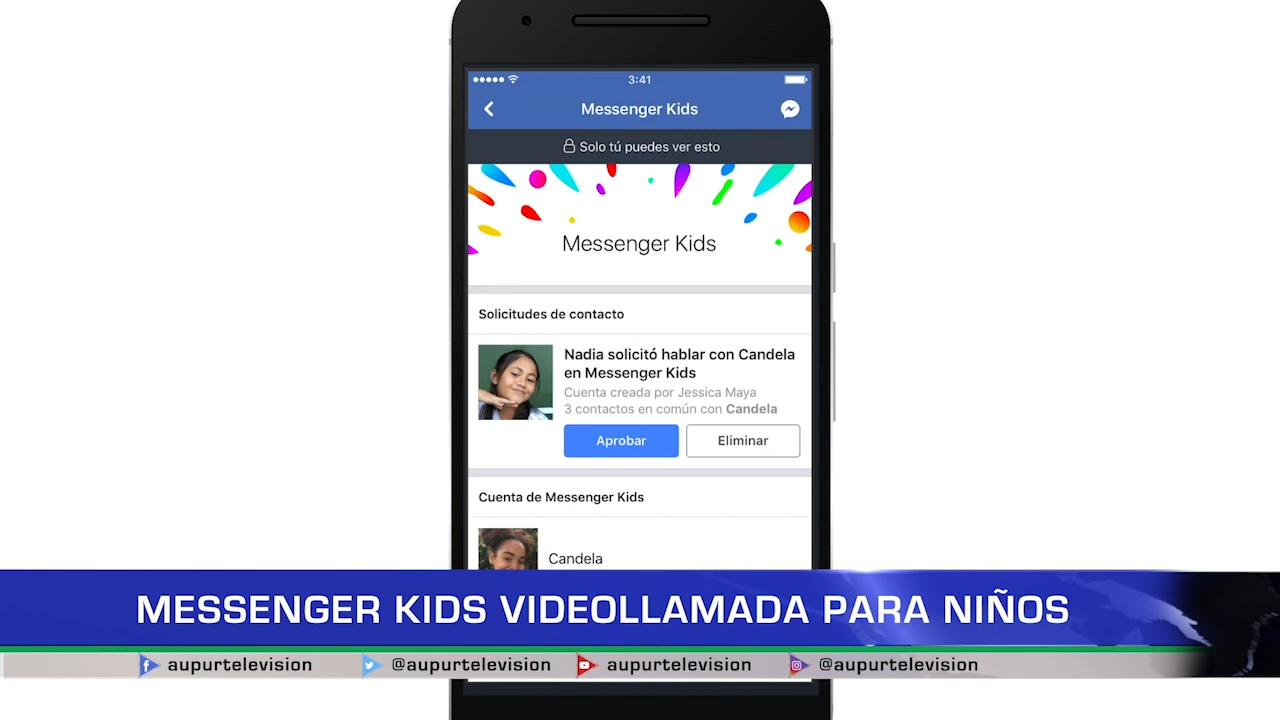 3:41
Messenger Kids
Solo tú puedes ver esto
Messenger Kids
Solicitudes de contacto
Nadia solicitó hablar con Candela
en Messenger Kids
Cuenta creada por Jessica Maya
3 contactos en común con Candela
Aprobar Eliminar
Cuenta de Messenger Kids
Candela
MESSENGER KIDS VIDEOLLAMADA PARA NIÑOS
aupurtelevision @aupurtelevision aupurtelevision @aupurtelevision